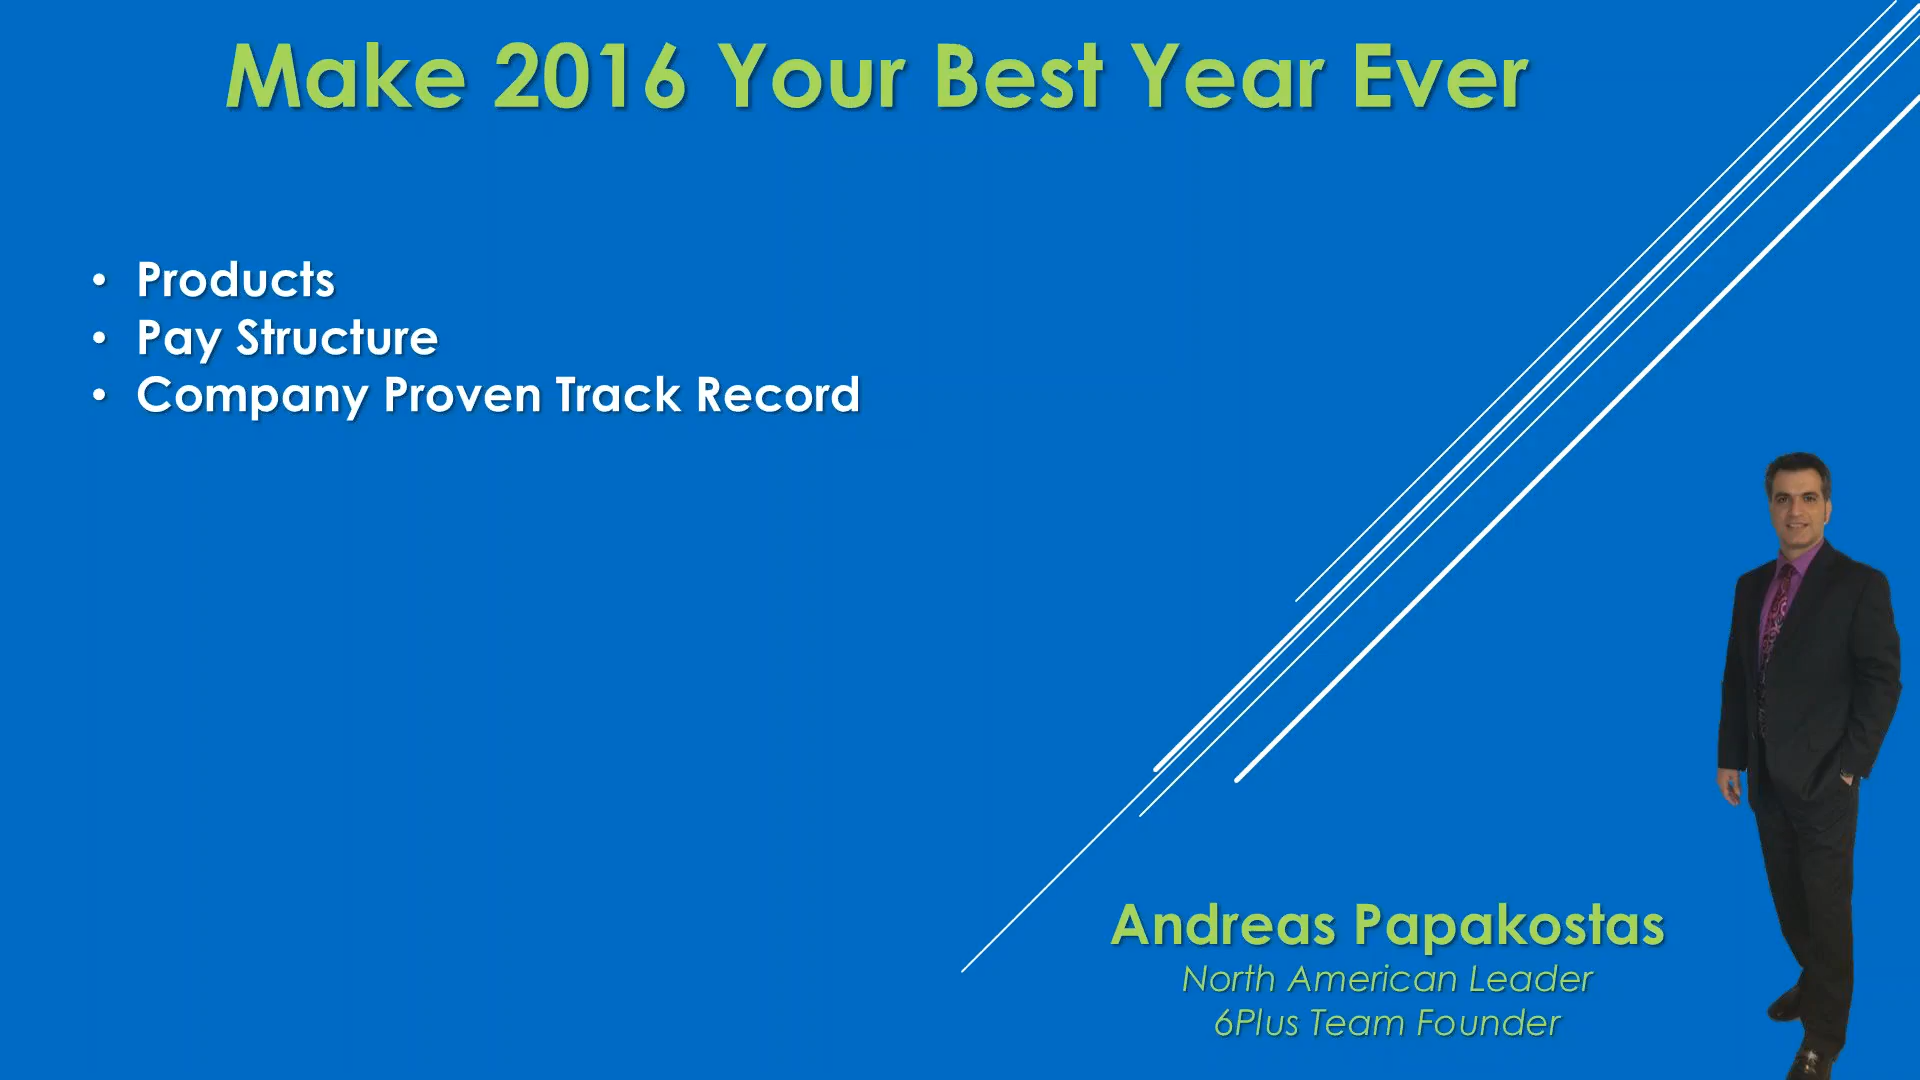 Make 2016 Your Best Year Ever
• Products
• Pay Structure
• Company Proven Track Record
Andreas Papakostas
North American Leader
6Plus Team Founder